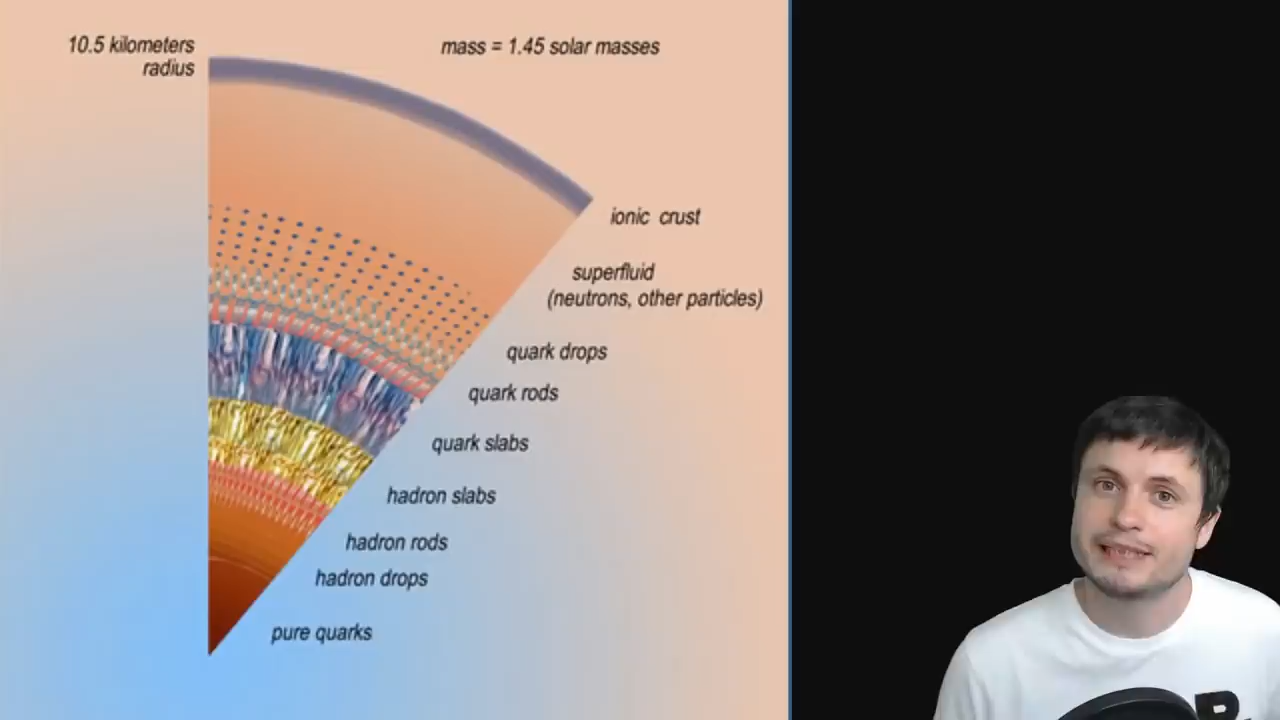 10.5 kilometers
radius
mass = 1.45 solar masses
ionic crust
superfluid
(neutrons, other particles)
quark drops
quark rods
quark slabs
hadron slabs
hadron rods
hadron drops
pure quarks